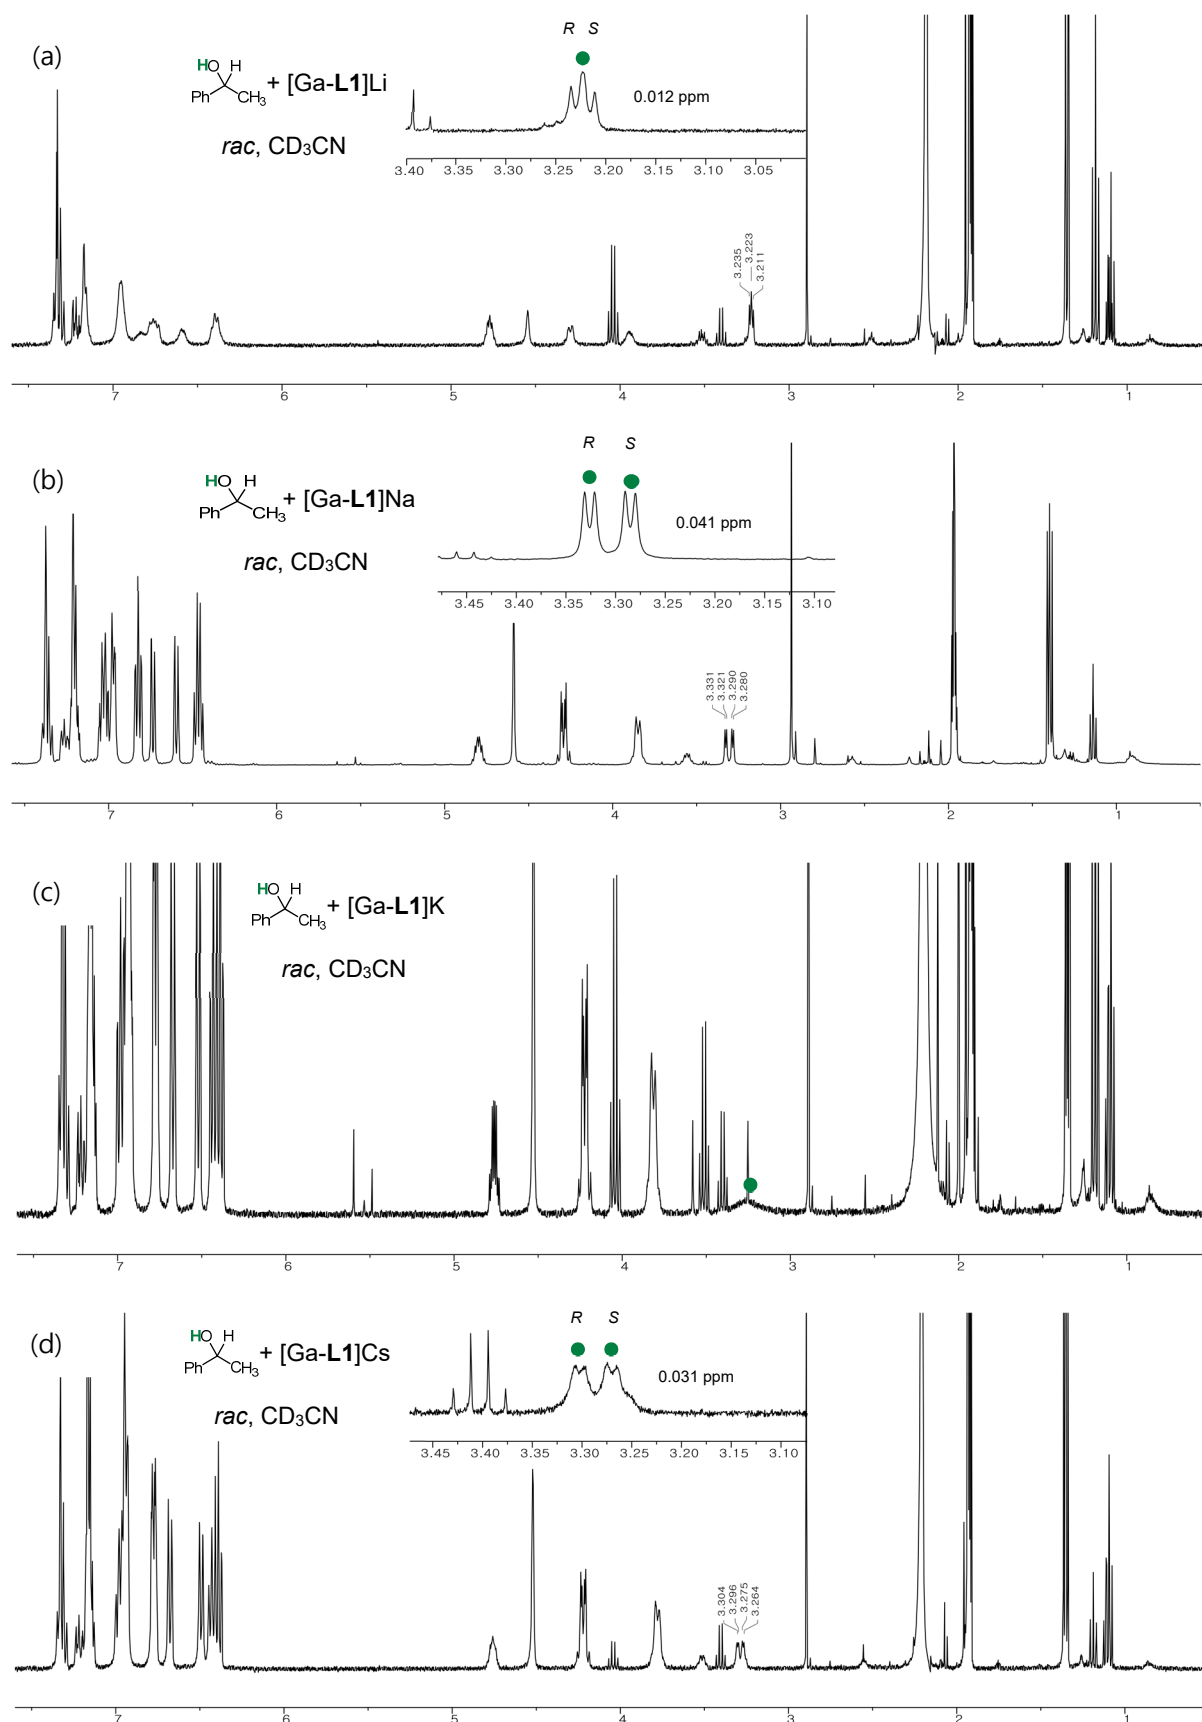 (a)
R S
HO H
Ph CH3 + [Ga-L1]Li
0.012 ppm
rac, CD3CN
3.40 3.35 3.30 3.25 3.20 3.15 3.10 3.05
3.235
3.223
3.211
7 5 4 3 2 1
(b)
R S
HO H
Ph CH3 + [Ga-L1]Na
0.041 ppm
rac, CD3CN
3.45 3.40 3.35 3.30 3.25 3.20 3.15 3.10
3.331
3.321
3.290
3.280
7 5 4 3 2 1
(c)
HO H
Ph CH3 + [Ga-L1]K
rac, CD3CN
7 6 5 4 3 2 1
(d)
R S
HO H
Ph CH3 + [Ga-L1]Cs
0.031 ppm
rac, CD3CN
3.45 3.40 3.35 3.30 3.25 3.20 3.15 3.10
3.304
3.296
3.275
3.264
7 6 5 4 3 2 1